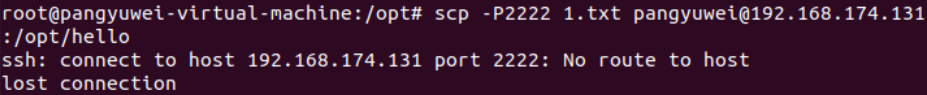 root@pangyuwei-virtual-machine:/opt# scp -P2222 1.txt pangyuwei@192.168.174.131
:/opt/hello
ssh: connect to host 192.168.174.131 port 2222: No route to host
lost connection